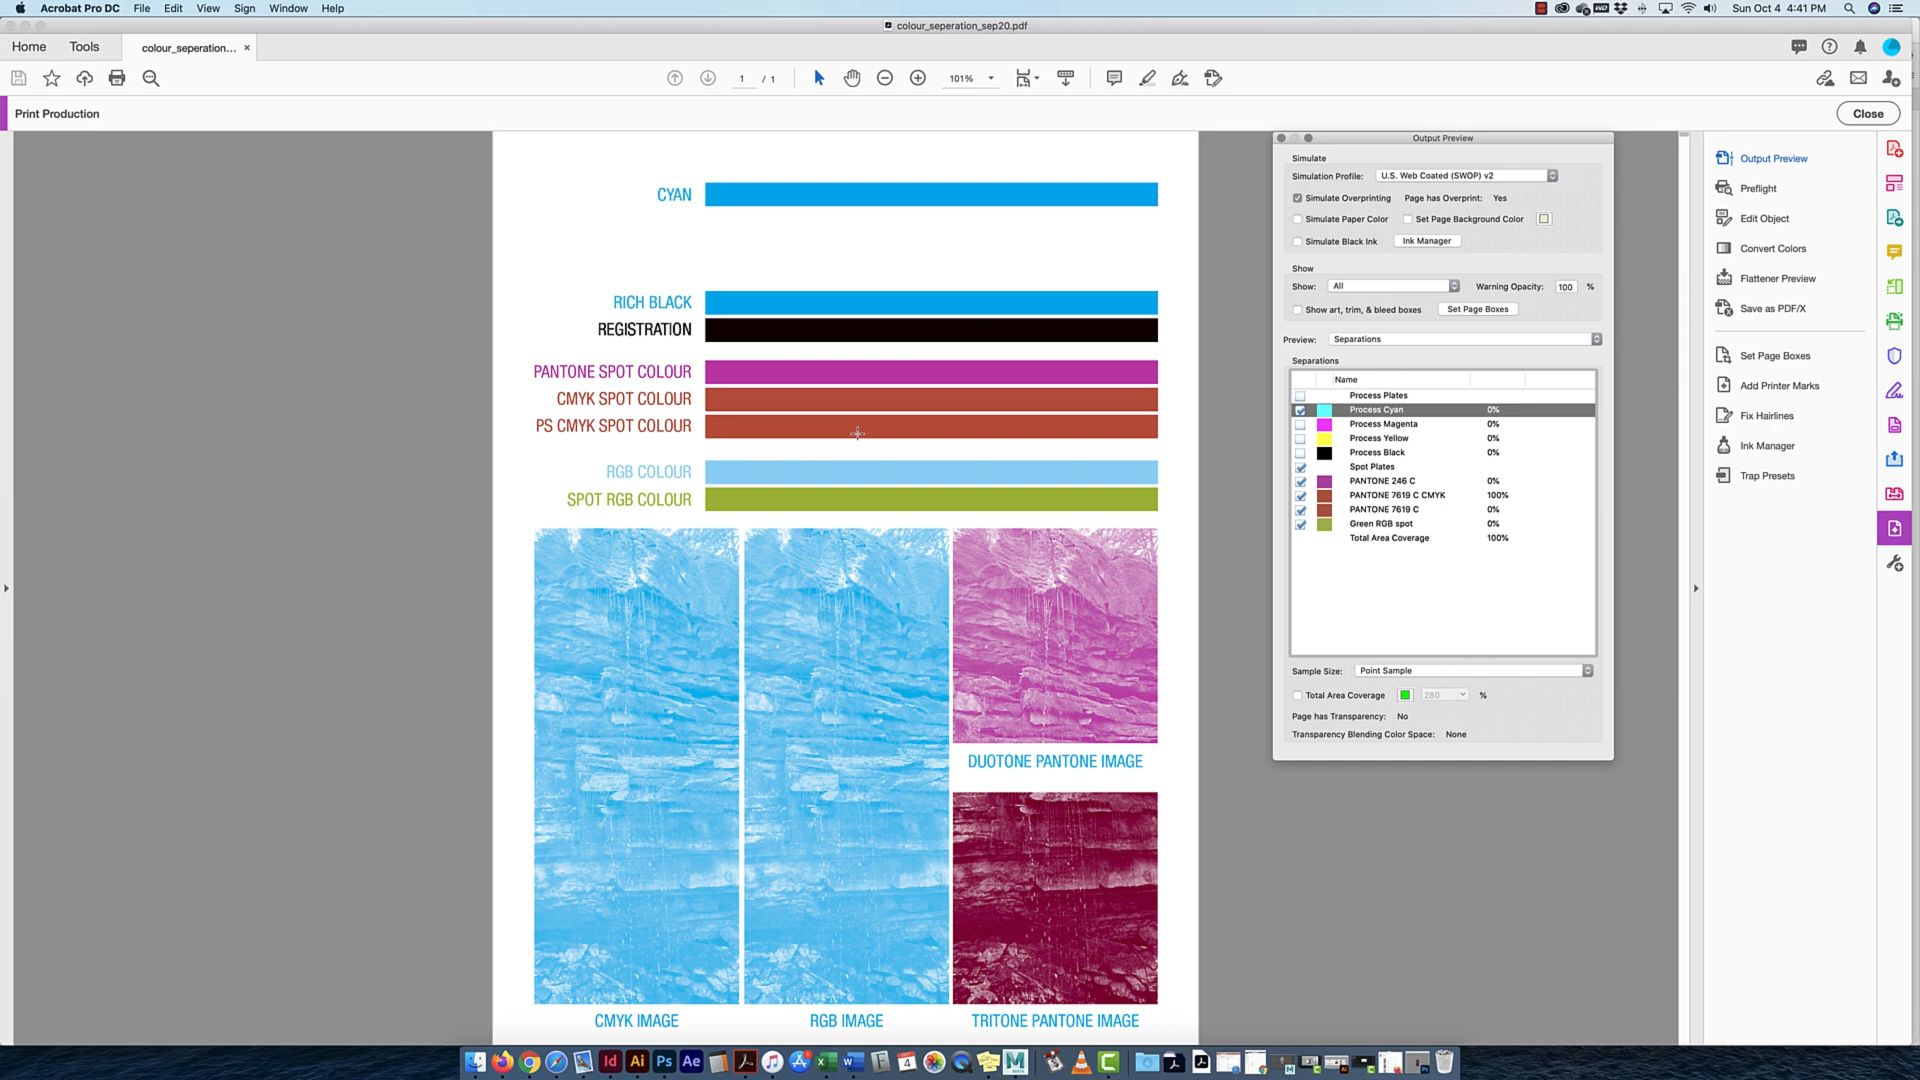 Acrobat Pro DC File Edit View Sign Window Help
Sun Oct 4 4:41 PM
colour_seperation_sep20.pdf
Home Tools colour_seperation... ×
1 / 1
101%
Print Production
Close
CYAN
RICH BLACK
REGISTRATION
PANTONE SPOT COLOUR
CMYK SPOT COLOUR
PS CMYK SPOT COLOUR
RGB COLOUR
SPOT RGB COLOUR
DUOTONE PANTONE IMAGE
CMYK IMAGE
RGB IMAGE
TRITONE PANTONE IMAGE
Output Preview
Simulate
Simulation Profile: U.S. Web Coated (SWOP) v2
Simulate Overprinting Page has Overprint: Yes
Simulate Paper Color Set Page Background Color
Simulate Black Ink Ink Manager
Show
Show: All Warning Opacity: 100 %
Show art, trim, & bleed boxes Set Page Boxes
Preview: Separations
Separations
Name
Process Plates
Process Cyan 0%
Process Magenta 0%
Process Yellow 0%
Process Black 0%
Spot Plates
PANTONE 246 C 0%
PANTONE 7619 C CMYK 100%
PANTONE 7619 C 0%
Green RGB spot 0%
Total Area Coverage 100%
Sample Size: Point Sample
Total Area Coverage 280 %
Page has Transparency: No
Transparency Blending Color Space: None
Output Preview
Preflight
Edit Object
Convert Colors
Flattener Preview
Save as PDF/X
Set Page Boxes
Add Printer Marks
Fix Hairlines
Ink Manager
Trap Presets
Id Ai Ps Ae
4